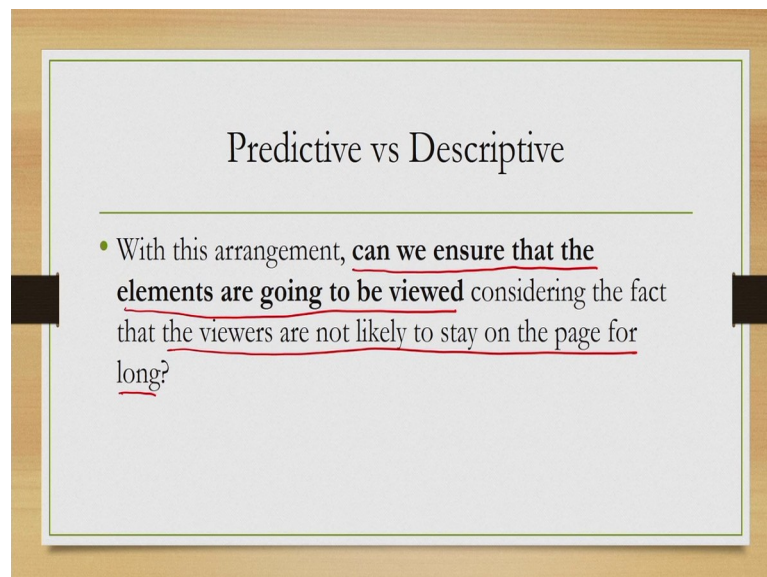 Predictive vs Descriptive
• With this arrangement, can we ensure that the
elements are going to be viewed considering the fact
that the viewers are not likely to stay on the page for
long?